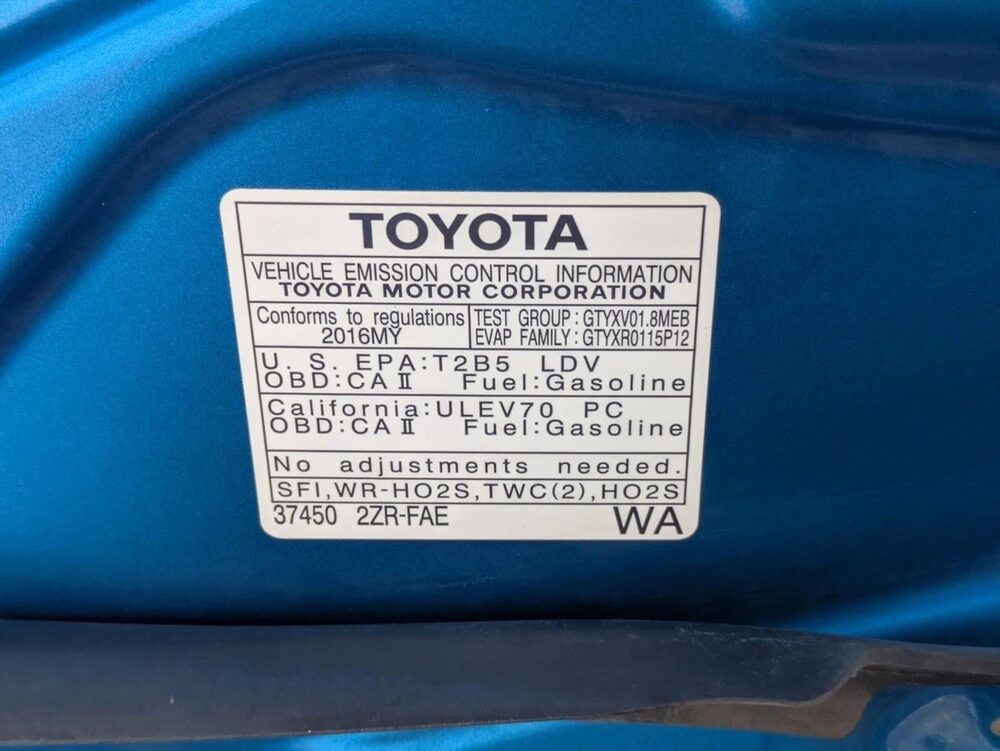 TOYOTA
VEHICLE EMISSION CONTROL INFORMATION
TOYOTA MOTOR CORPORATION
Conforms to regulations
2016MY
TEST GROUP : GTYXV01.8MEB
EVAP FAMILY : GTYXR0115P12
U. S. EPA:T2B5 LDV
OBD:CA Ⅱ Fuel:Gasoline
California:ULEV70 PC
OBD:CA Ⅱ Fuel:Gasoline
No adjustments needed.
SFI,WR-HO2S,TWC(2),HO2S
37450 2ZR-FAE WA